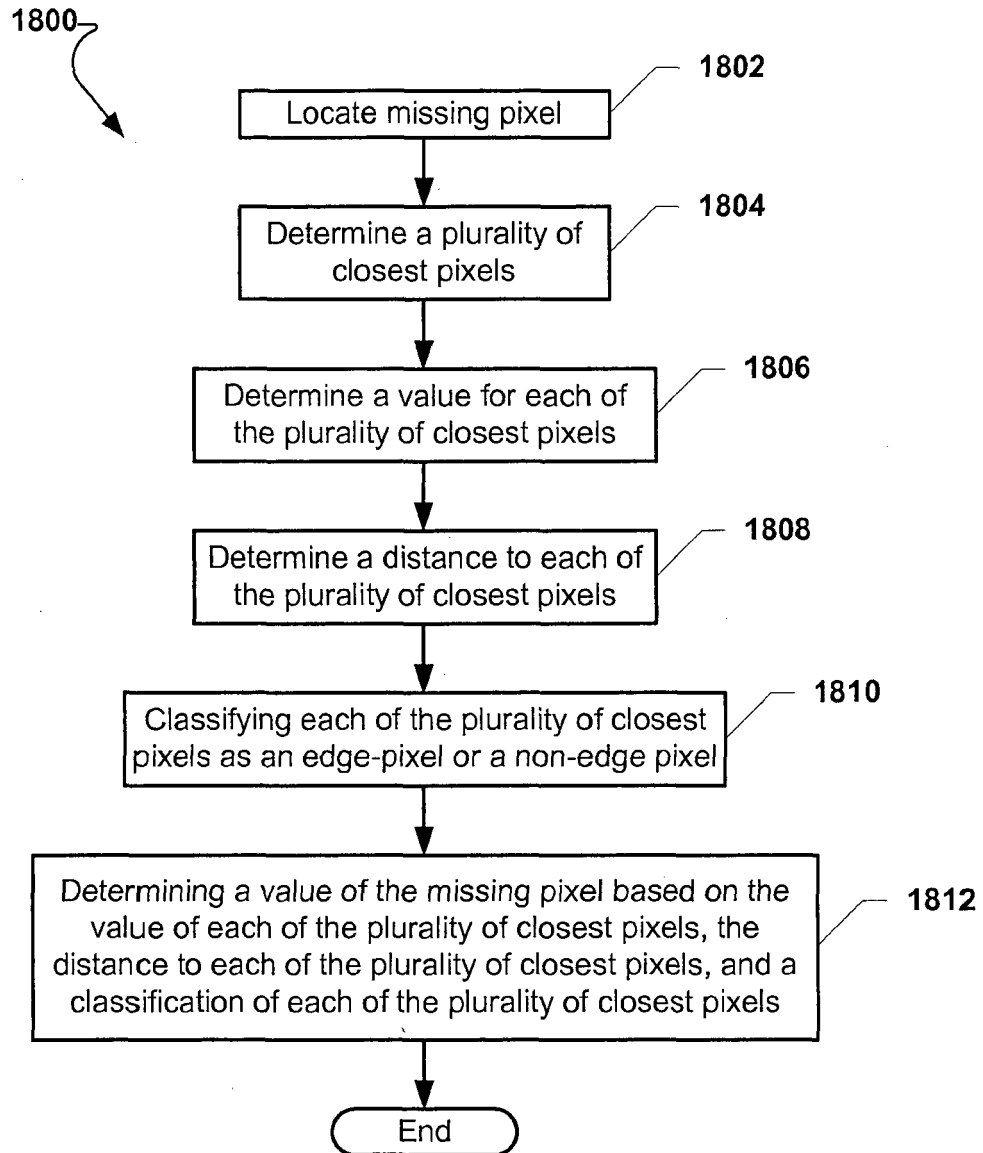 1800
1802
Locate missing pixel
1804
Determine a plurality of
closest pixels
1806
Determine a value for each of
the plurality of closest pixels
1808
Determine a distance to each of
the plurality of closest pixels
1810
Classifying each of the plurality of closest
pixels as an edge-pixel or a non-edge pixel
1812
Determining a value of the missing pixel based on the
value of each of the plurality of closest pixels, the
distance to each of the plurality of closest pixels, and a
classification of each of the plurality of closest pixels
End